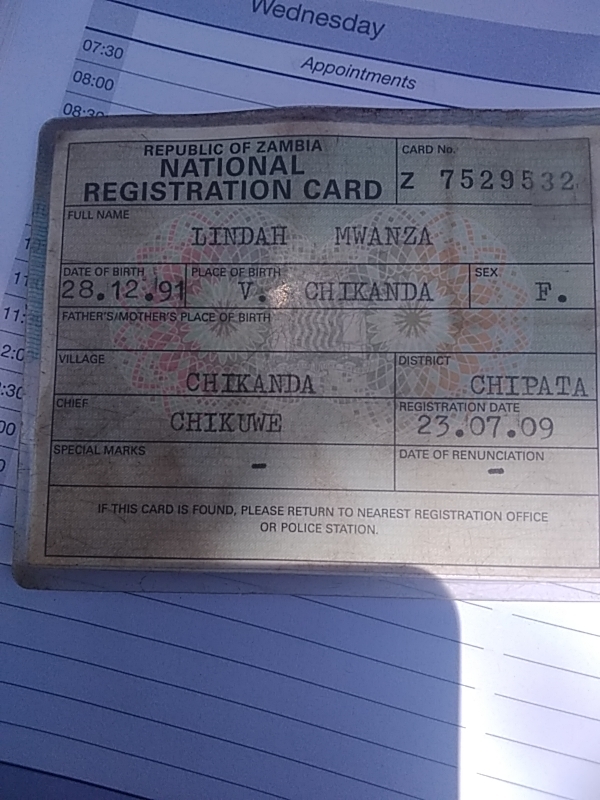 Wednesday
07:30
Appointments
08:00
08:30
REPUBLIC OF ZAMBIA
NATIONAL
REGISTRATION CARD
CARD No.
Z 7529532
FULL NAME
LINDAH MWANZA
DATE OF BIRTH
28.12.91
PLACE OF BIRTH
V. CHIKANDA
SEX
F.
FATHER'S/MOTHER'S PLACE OF BIRTH
VILLAGE
CHIKANDA
DISTRICT
CHIPATA
CHIEF
CHIKUWE
REGISTRATION DATE
23.07.09
SPECIAL MARKS
-
DATE OF RENUNCIATION
-
IF THIS CARD IS FOUND, PLEASE RETURN TO NEAREST REGISTRATION OFFICE
OR POLICE STATION.